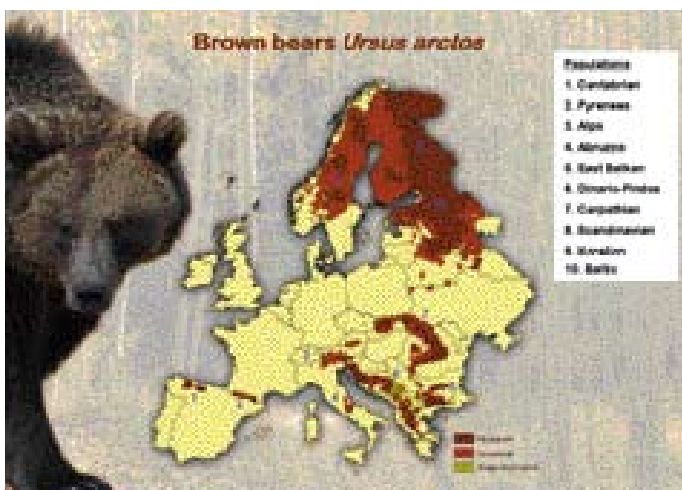 Brown bears Ursus arctos
Populations
1. Cantabrian
2. Pyrenees
3. Alps
4. Abruzzo
5. East Balkan
6. Dinaric-Pindos
7. Carpathian
8. Scandinavian
9. Karelian
10. Baltic